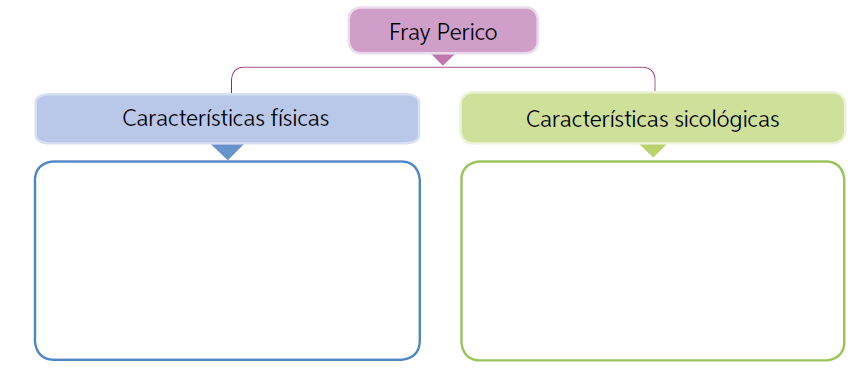 Fray Perico
Características físicas
Características sicológicas